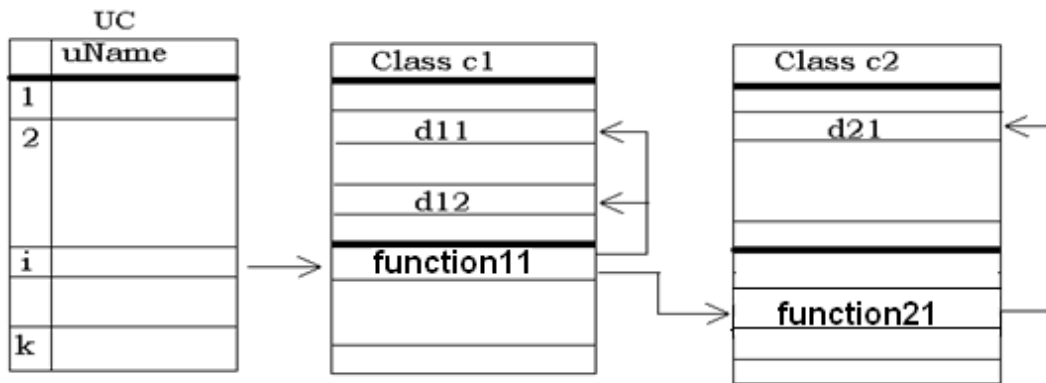 UC
uName
1
2
i
k
Class c1
d11
d12
function11
Class c2
d21
function21